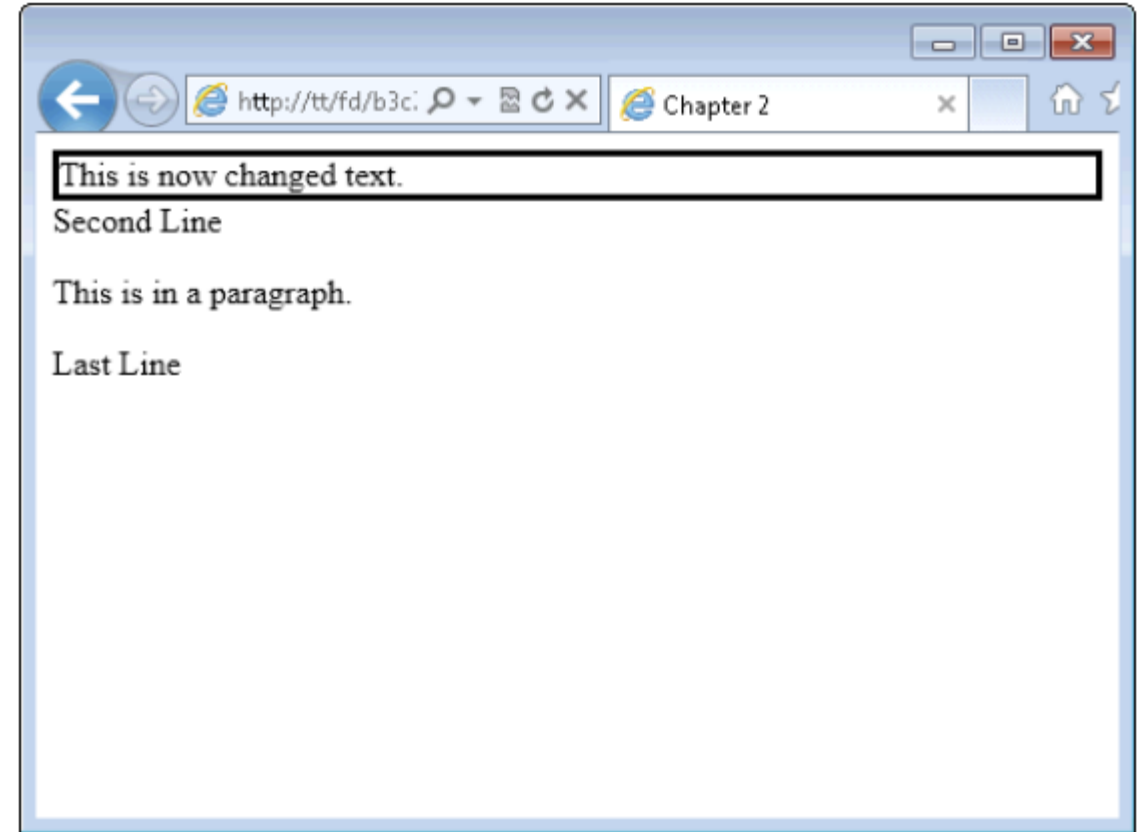 http://tt/fd/b3c
Chapter 2
This is now changed text.
Second Line
This is in a paragraph.
Last Line